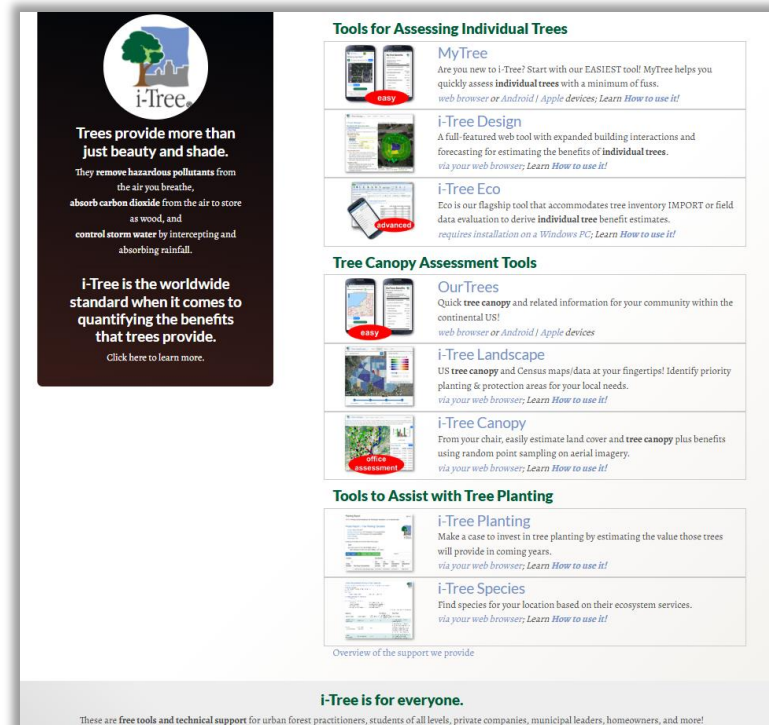 i-Tree®
Trees provide more than
just beauty and shade.
They remove hazardous pollutants from
the air you breathe,
absorb carbon dioxide from the air to store
as wood, and
control storm water by intercepting and
absorbing rainfall.
i-Tree is the worldwide
standard when it comes to
quantifying the benefits
that trees provide.
Click here to learn more.
Tools for Assessing Individual Trees
easy
MyTree
Are you new to i-Tree? Start with our EASIEST tool! MyTree helps you
quickly assess individual trees with a minimum of fuss.
web browser or Android | Apple devices; Learn How to use it!
i-Tree Design
A full-featured web tool with expanded building interactions and
forecasting for estimating the benefits of individual trees.
via your web browser; Learn How to use it!
advanced
i-Tree Eco
Eco is our flagship tool that accommodates tree inventory IMPORT or field
data evaluation to derive individual tree benefit estimates.
requires installation on a Windows PC; Learn How to use it!
Tree Canopy Assessment Tools
easy
OurTrees
Quick tree canopy and related information for your community within the
continental US!
web browser or Android | Apple devices
i-Tree Landscape
US tree canopy and Census maps/data at your fingertips! Identify priority
planting & protection areas for your local needs.
via your web browser; Learn How to use it!
office
assessment
i-Tree Canopy
From your chair, easily estimate land cover and tree canopy plus benefits
using random point sampling on aerial imagery.
via your web browser; Learn How to use it!
Tools to Assist with Tree Planting
i-Tree Planting
Make a case to invest in tree planting by estimating the value those trees
will provide in coming years.
via your web browser; Learn How to use it!
i-Tree Species
Find species for your location based on their ecosystem services.
via your web browser; Learn How to use it!
Overview of the support we provide
i-Tree is for everyone.
These are free tools and technical support for urban forest practitioners, students of all levels, private companies, municipal leaders, homeowners, and more!